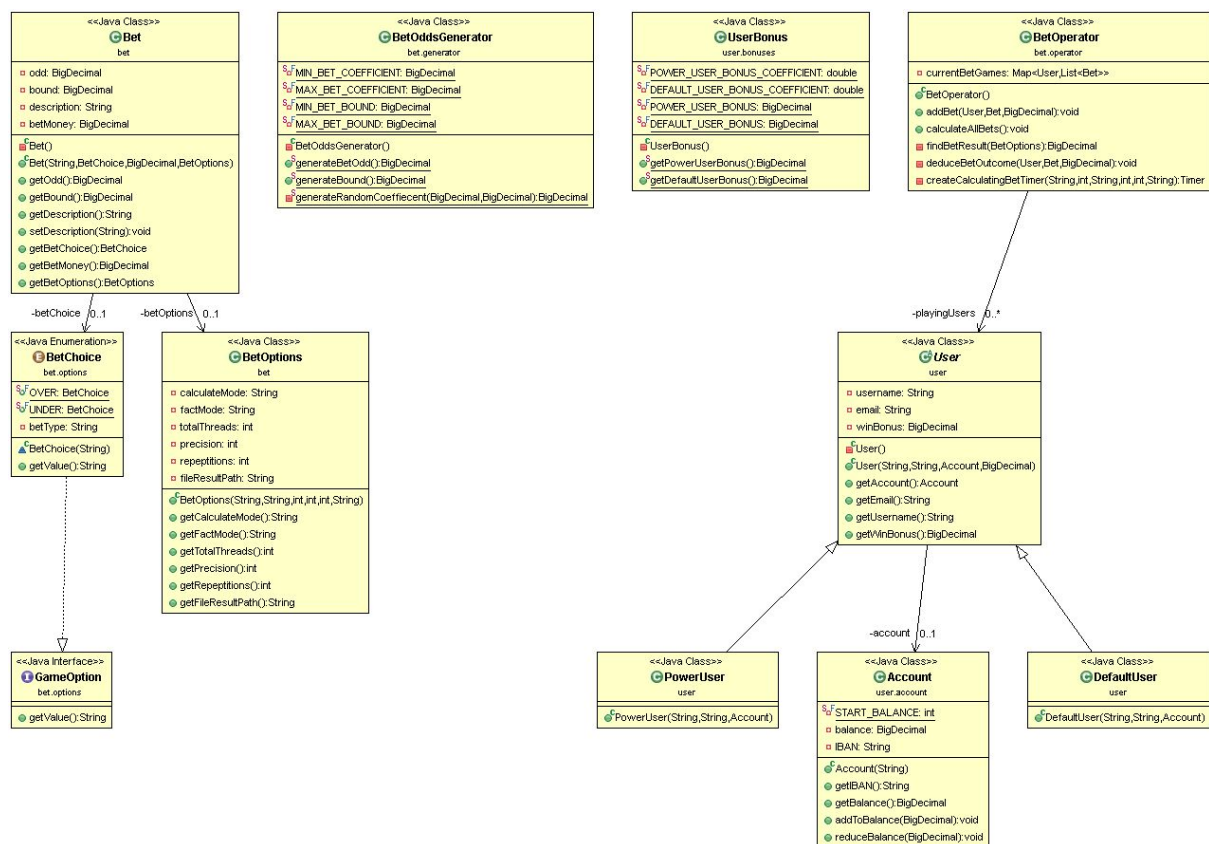 <<Java Class>>
Bet
bet
odd: BigDecimal
bound: BigDecimal
description: String
betMoney: BigDecimal
Bet()
Bet(String,BetChoice,BigDecimal,BetOptions)
getOdd():BigDecimal
getBound():BigDecimal
getDescription():String
setDescription(String):void
getBetChoice():BetChoice
getBetMoney():BigDecimal
getBetOptions():BetOptions
<<Java Class>>
BetOddsGenerator
bet.generator
MIN_BET_COEFFICIENT: BigDecimal
MAX_BET_COEFFICIENT: BigDecimal
MIN_BET_BOUND: BigDecimal
MAX_BET_BOUND: BigDecimal
BetOddsGenerator()
generateBetOdd():BigDecimal
generateBound():BigDecimal
generateRandomCoeffiecent(BigDecimal,BigDecimal):BigDecimal
<<Java Class>>
UserBonus
user.bonuses
POWER_USER_BONUS_COEFFICIENT: double
DEFAULT_USER_BONUS_COEFFICIENT: double
POWER_USER_BONUS: BigDecimal
DEFAULT_USER_BONUS: BigDecimal
UserBonus()
getPowerUserBonus():BigDecimal
getDefaultUserBonus():BigDecimal
<<Java Class>>
BetOperator
bet.operator
currentBetGames: Map<User,List<Bet>>
BetOperator()
addBet(User,Bet,BigDecimal):void
calculateAllBets():void
findBetResult(BetOptions):BigDecimal
deduceBetOutcome(User,Bet,BigDecimal):void
createCalculatingBetTimer(String,int,String,int,int,String):Timer
-betChoice 0..1
-betOptions 0..1
-playingUsers 0..*
<<Java Enumeration>>
BetChoice
bet.options
OVER: BetChoice
UNDER: BetChoice
betType: String
BetChoice(String)
getValue():String
<<Java Class>>
BetOptions
bet
calculateMode: String
factMode: String
totalThreads: int
precision: int
repeptitions: int
fileResultPath: String
BetOptions(String,String,int,int,int,String)
getCalculateMode():String
getFactMode():String
getTotalThreads():int
getPrecision():int
getRepeptitions():int
getFileResultPath():String
<<Java Class>>
User
user
username: String
email: String
winBonus: BigDecimal
User()
User(String,String,Account,BigDecimal)
getAccount():Account
getEmail():String
getUsername():String
getWinBonus():BigDecimal
-account 0..1
<<Java Interface>>
GameOption
bet.options
getValue():String
<<Java Class>>
PowerUser
user
PowerUser(String,String,Account)
<<Java Class>>
Account
user.account
START_BALANCE: int
balance: BigDecimal
IBAN: String
Account(String)
getIBAN():String
getBalance():BigDecimal
addToBalance(BigDecimal):void
reduceBalance(BigDecimal):void
<<Java Class>>
DefaultUser
user
DefaultUser(String,String,Account)